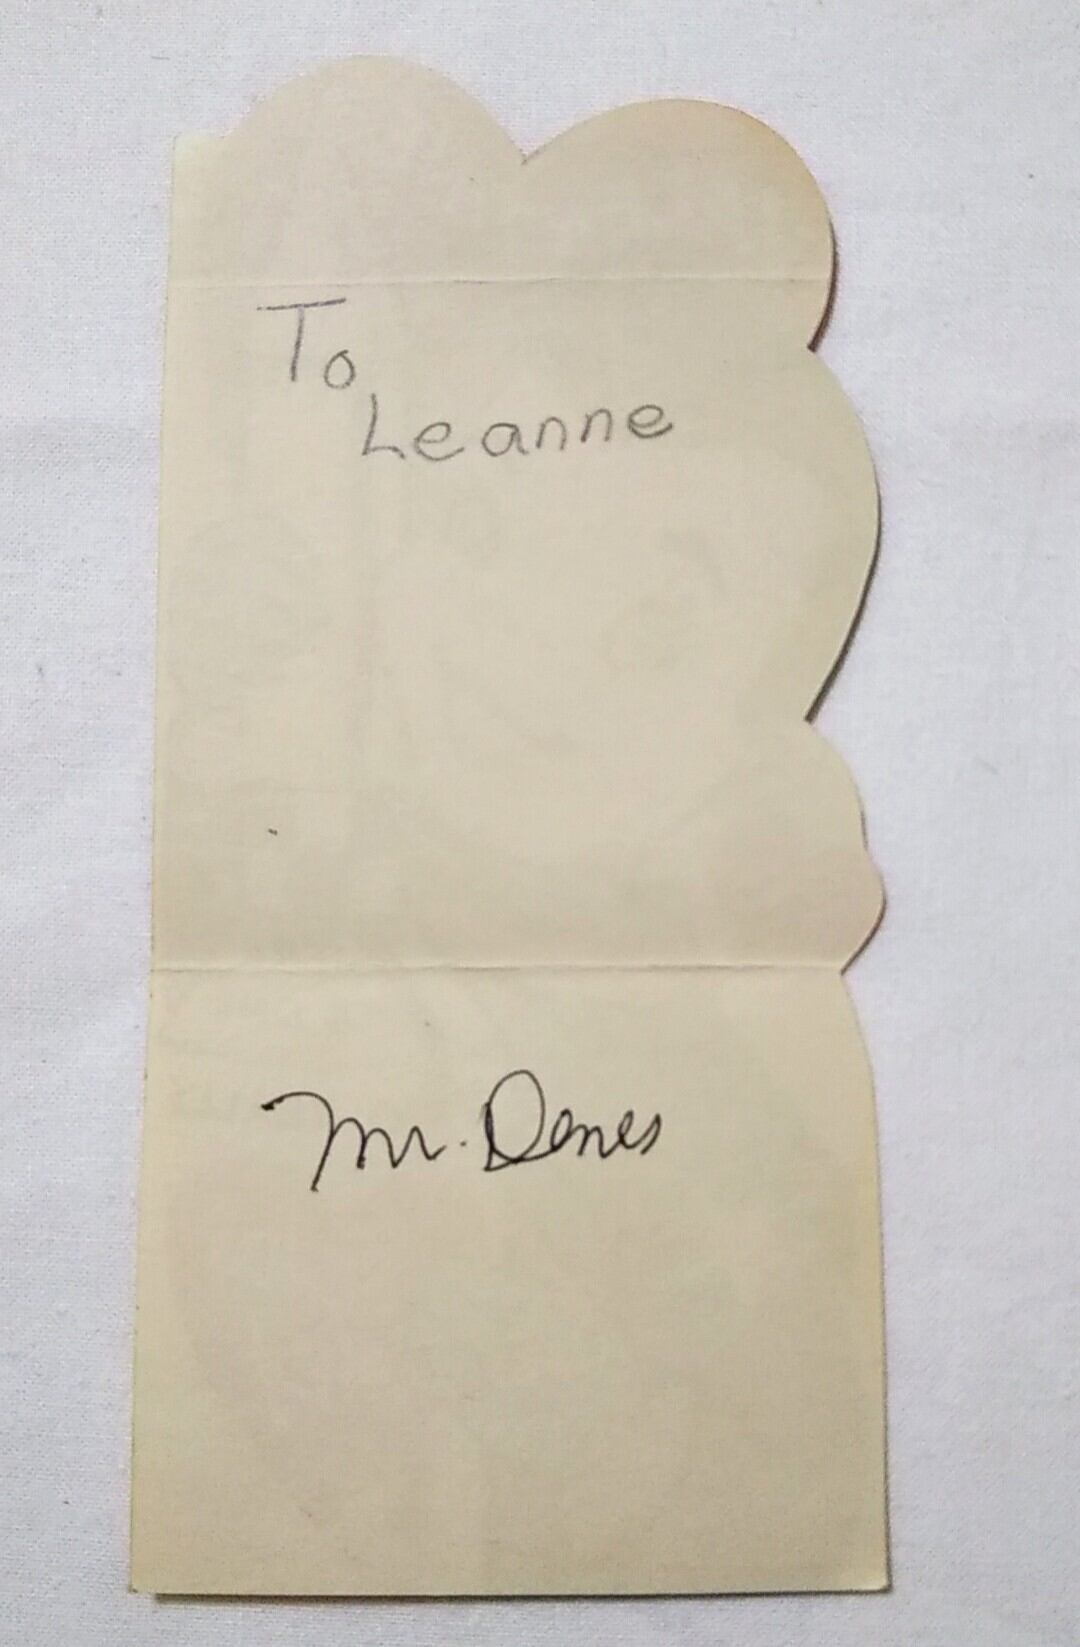 To
Leanne
Mr. Denes